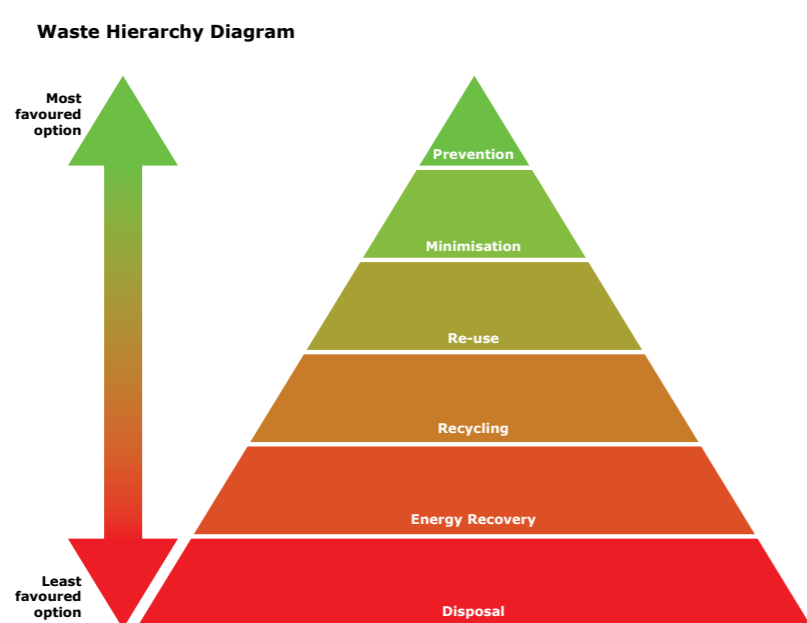 Waste Hierarchy Diagram
Most
favoured
option
Prevention
Minimisation
Re-use
Recycling
Energy Recovery
Least
favoured
option
Disposal